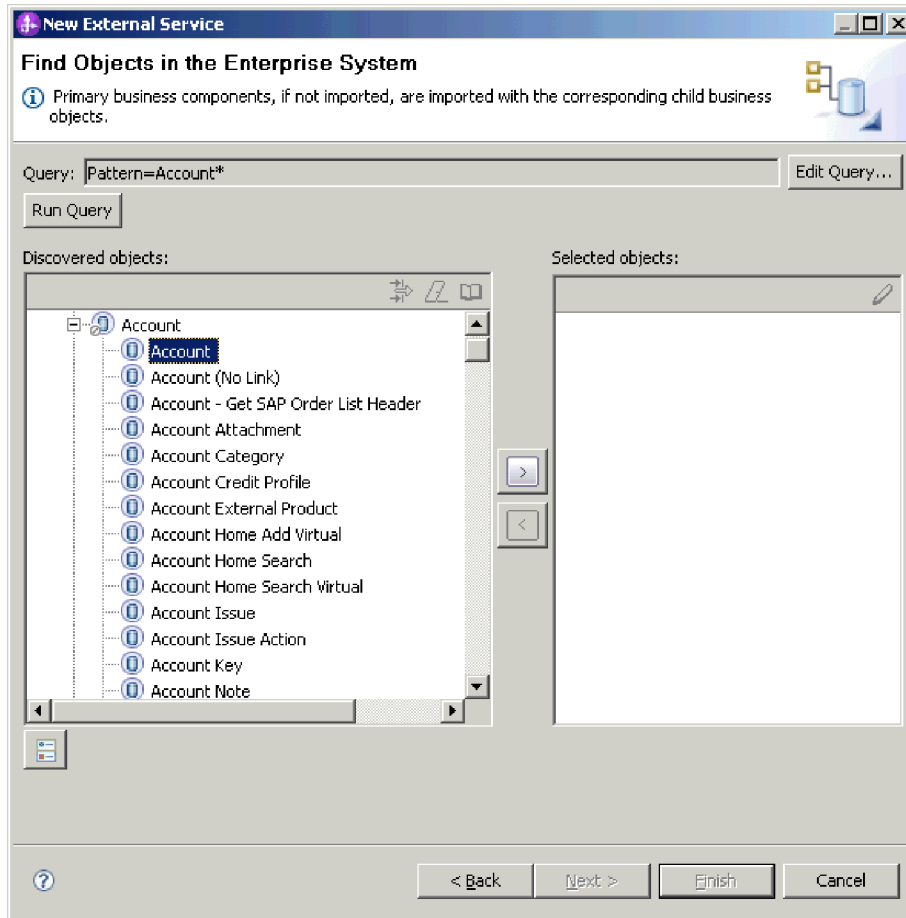 New External Service
Find Objects in the Enterprise System
Primary business components, if not imported, are imported with the corresponding child business
objects.
Query: Pattern=Account* Edit Query...
Run Query
Discovered objects: Selected objects:
Account
Account
Account (No Link)
Account - Get SAP Order List Header
Account Attachment
Account Category
Account Credit Profile
Account External Product
Account Home Add Virtual
Account Home Search
Account Home Search Virtual
Account Issue
Account Issue Action
Account Key
Account Note
< Back Next > Finish Cancel